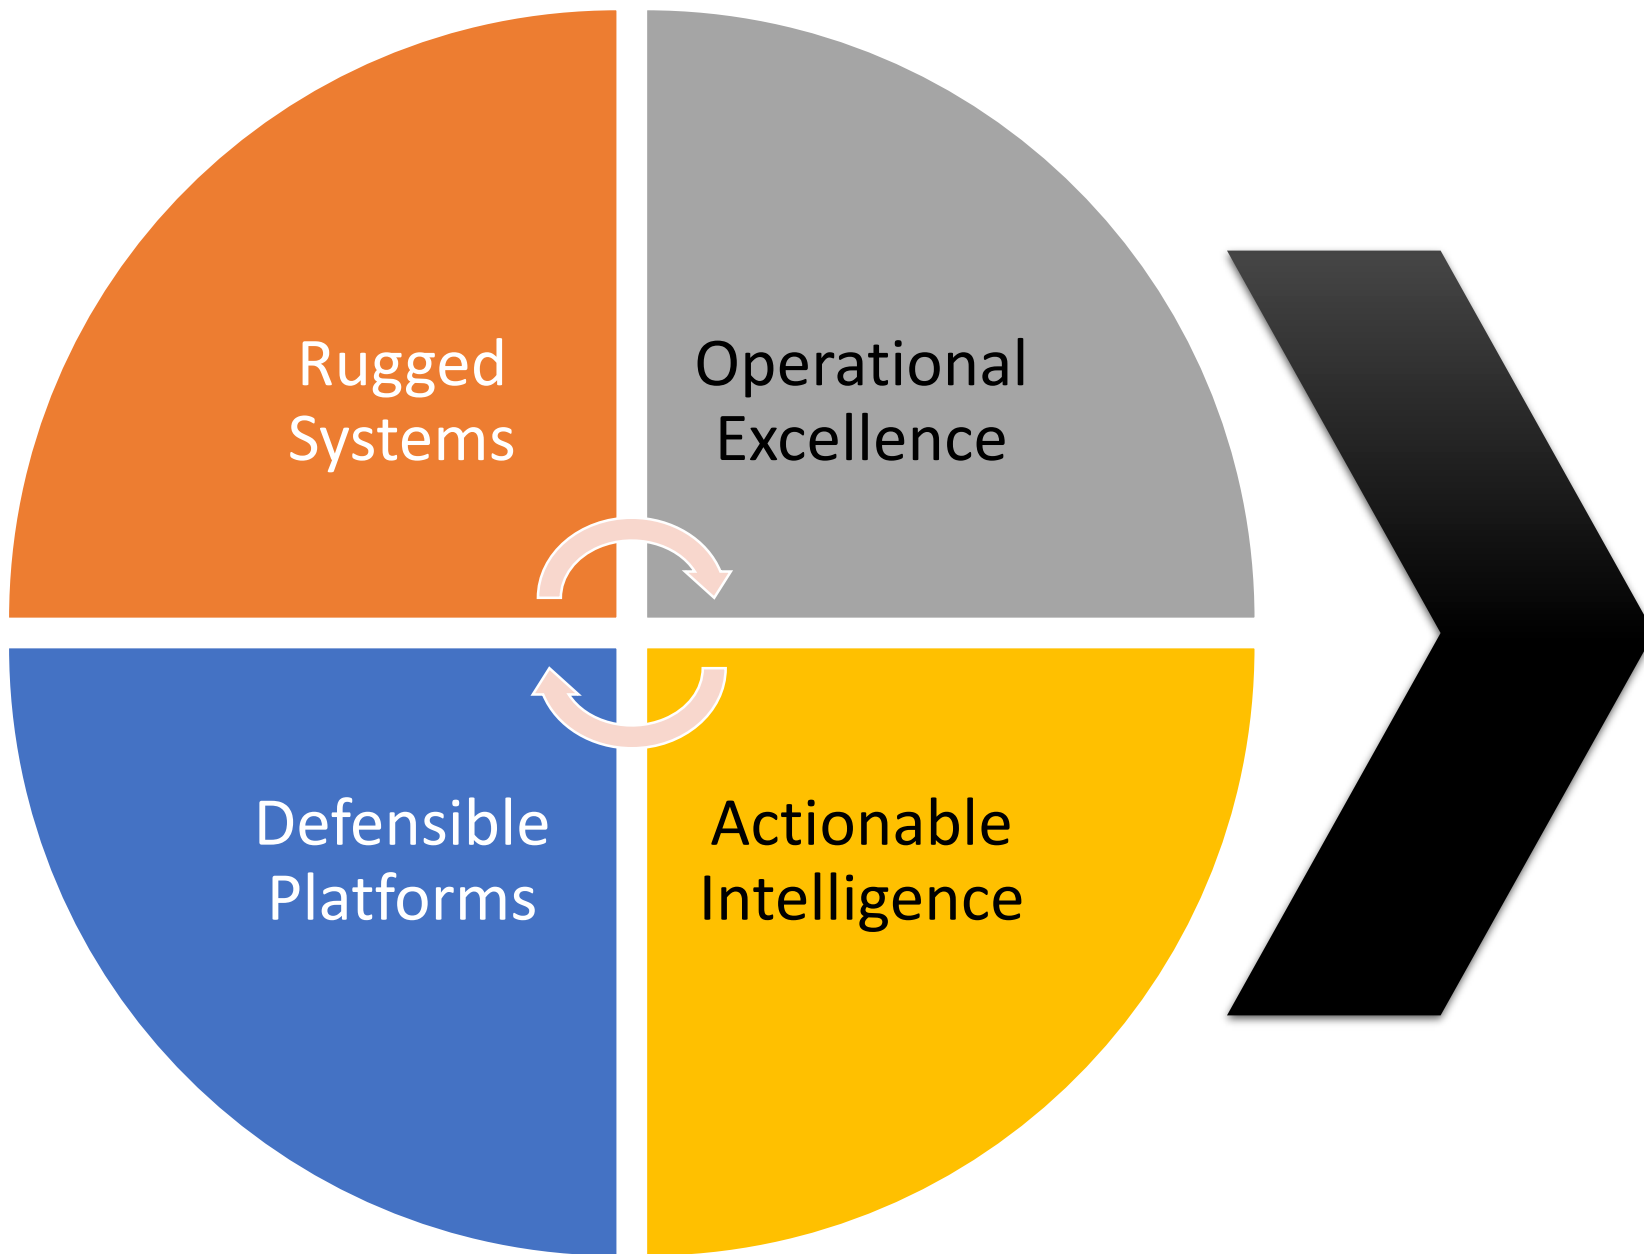 Rugged
Systems
Operational
Excellence
Defensible
Platforms
Actionable
Intelligence